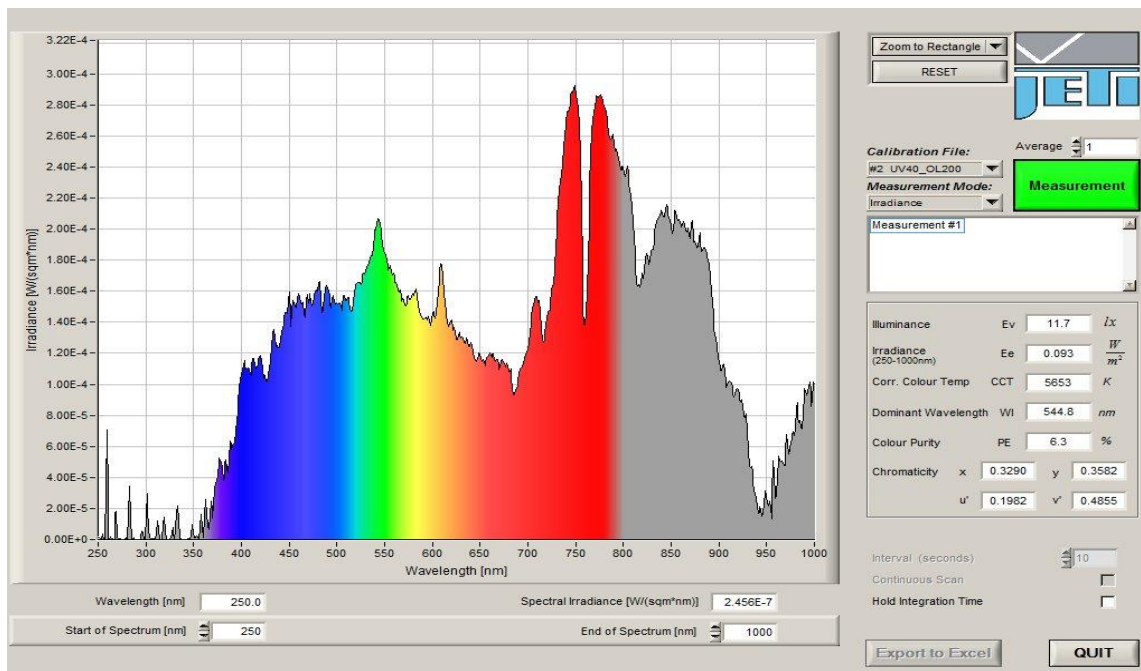 3.22E-4
3.00E-4
2.80E-4
2.60E-4
2.40E-4
2.20E-4
2.00E-4
1.80E-4
1.60E-4
1.40E-4
1.20E-4
1.00E-4
8.00E-5
6.00E-5
4.00E-5
2.00E-5
0.00E+0
Irradiance [W/(sqm*nm)]
250 300 350 400 450 500 550 600 650 700 750 800 850 900 950 1000
Wavelength [nm]
Wavelength [nm] 250.0 Spectral Irradiance [W/(sqm*nm)] 2.456E-7
Start of Spectrum [nm] 250 End of Spectrum [nm] 1000
Zoom to Rectangle
RESET
JETI
Calibration File:
Average 1
#2 UV40_OL200
Measurement Mode:
Irradiance
Measurement
Measurement #1
Illuminance Ev 11.7 lx
Irradiance Ee 0.093 W/m²
(250-1000nm)
Corr. Colour Temp CCT 5653 K
Dominant Wavelength Wl 544.8 nm
Colour Purity PE 6.3 %
Chromaticity x 0.3290 y 0.3582
u' 0.1982 v' 0.4855
Interval (seconds) 10
Continuous Scan
Hold Integration Time
Export to Excel QUIT